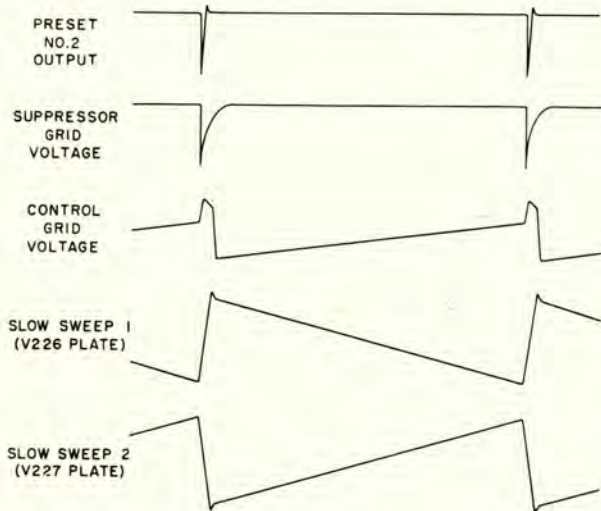 PRESET
NO.2
OUTPUT
SUPPRESSOR
GRID
VOLTAGE
CONTROL
GRID
VOLTAGE
SLOW SWEEP 1
(V226 PLATE)
SLOW SWEEP 2
(V227 PLATE)